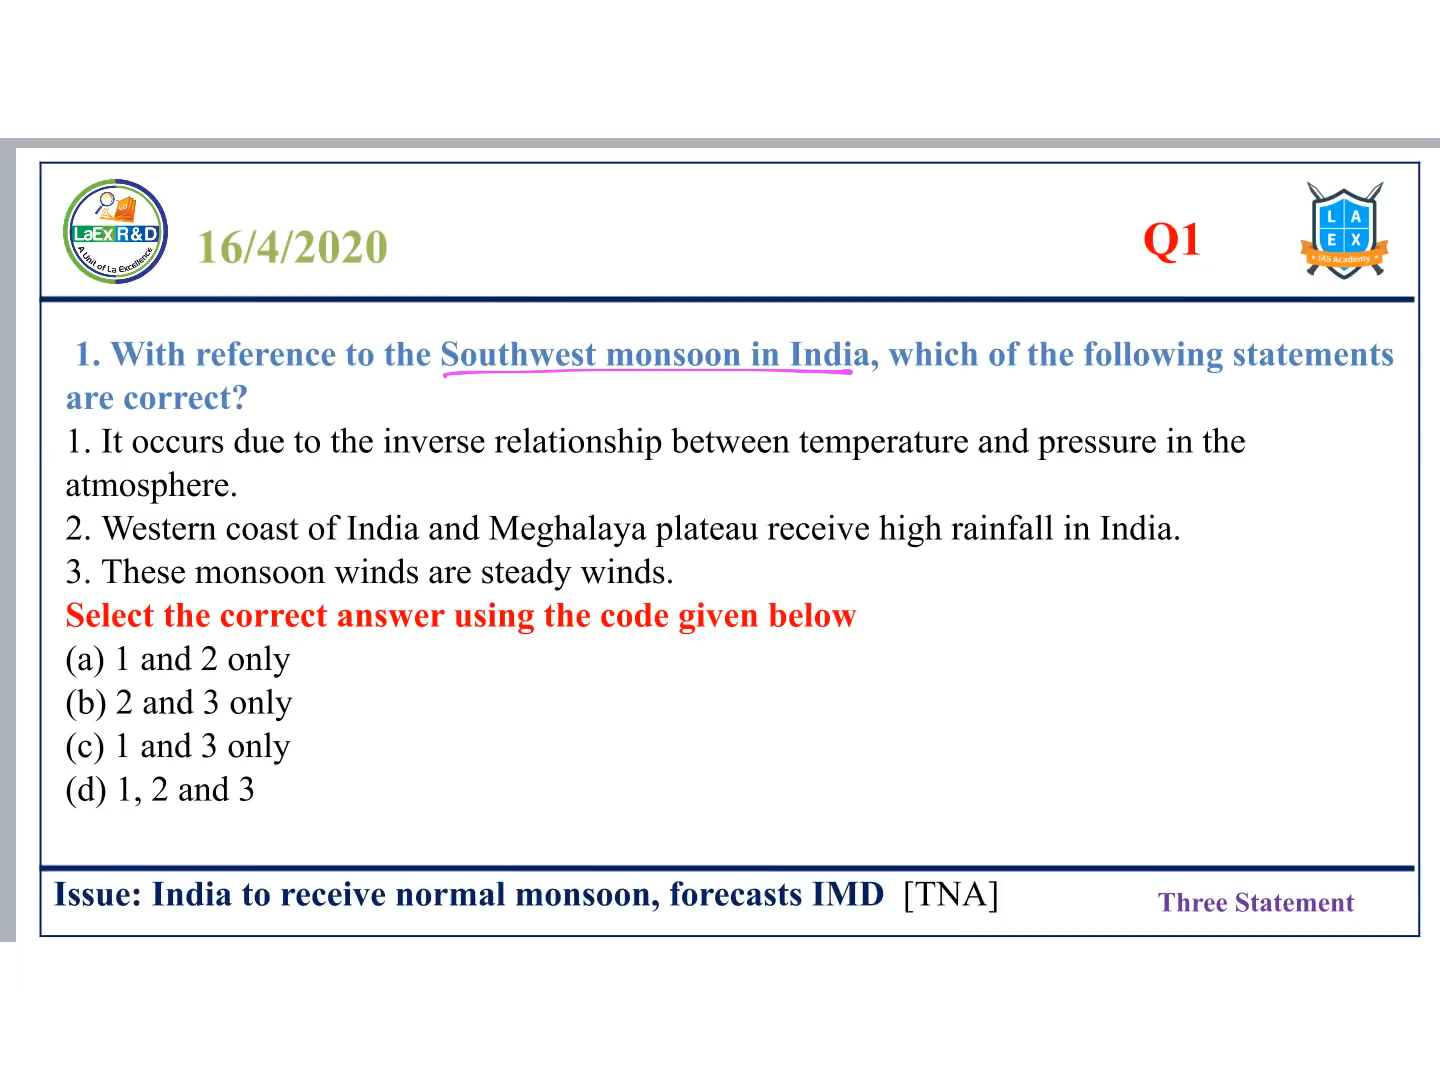 LaEx R&D
A Unit of La Excellence
16/4/2020
Q1
L A
E X
IAS Academy
1. With reference to the Southwest monsoon in India, which of the following statements
are correct?
1. It occurs due to the inverse relationship between temperature and pressure in the
atmosphere.
2. Western coast of India and Meghalaya plateau receive high rainfall in India.
3. These monsoon winds are steady winds.
Select the correct answer using the code given below
(a) 1 and 2 only
(b) 2 and 3 only
(c) 1 and 3 only
(d) 1, 2 and 3
Issue: India to receive normal monsoon, forecasts IMD [TNA]
Three Statement